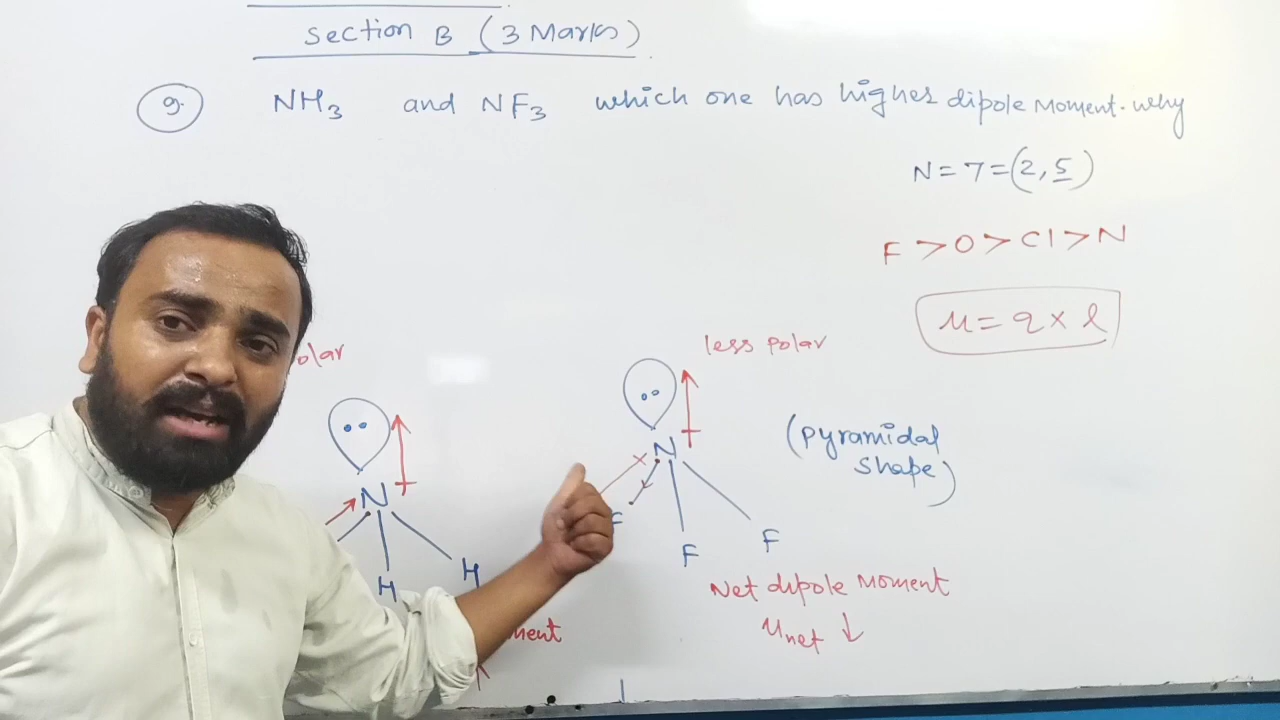 Section B (3 Marks)
9. NH3 and NF3 which one has higher dipole Moment. why
N = 7 = (2, 5)
F > O > Cl > N
μ = q × l
less polar
N
H
H
N
F
F
F
(Pyramidal
Shape)
Net dipole Moment
μnet ↓